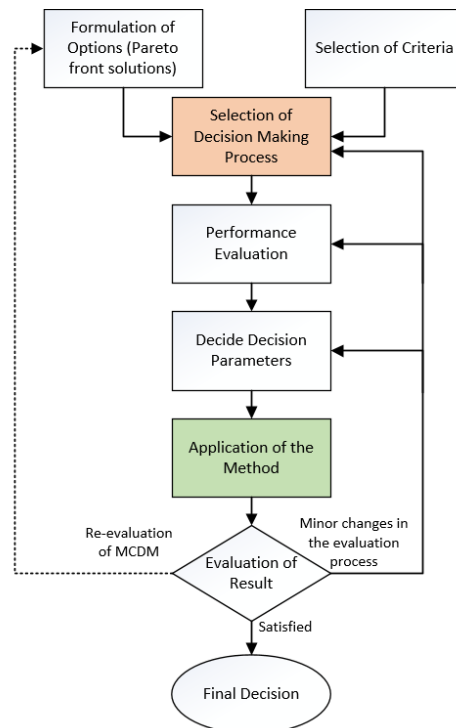 Formulation of
Options (Pareto
front solutions)
Selection of Criteria
Selection of
Decision Making
Process
Performance
Evaluation
Decide Decision
Parameters
Application of the
Method
Re-evaluation
of MCDM
Minor changes in
the evaluation
process
Evaluation of
Result
Satisfied
Final Decision